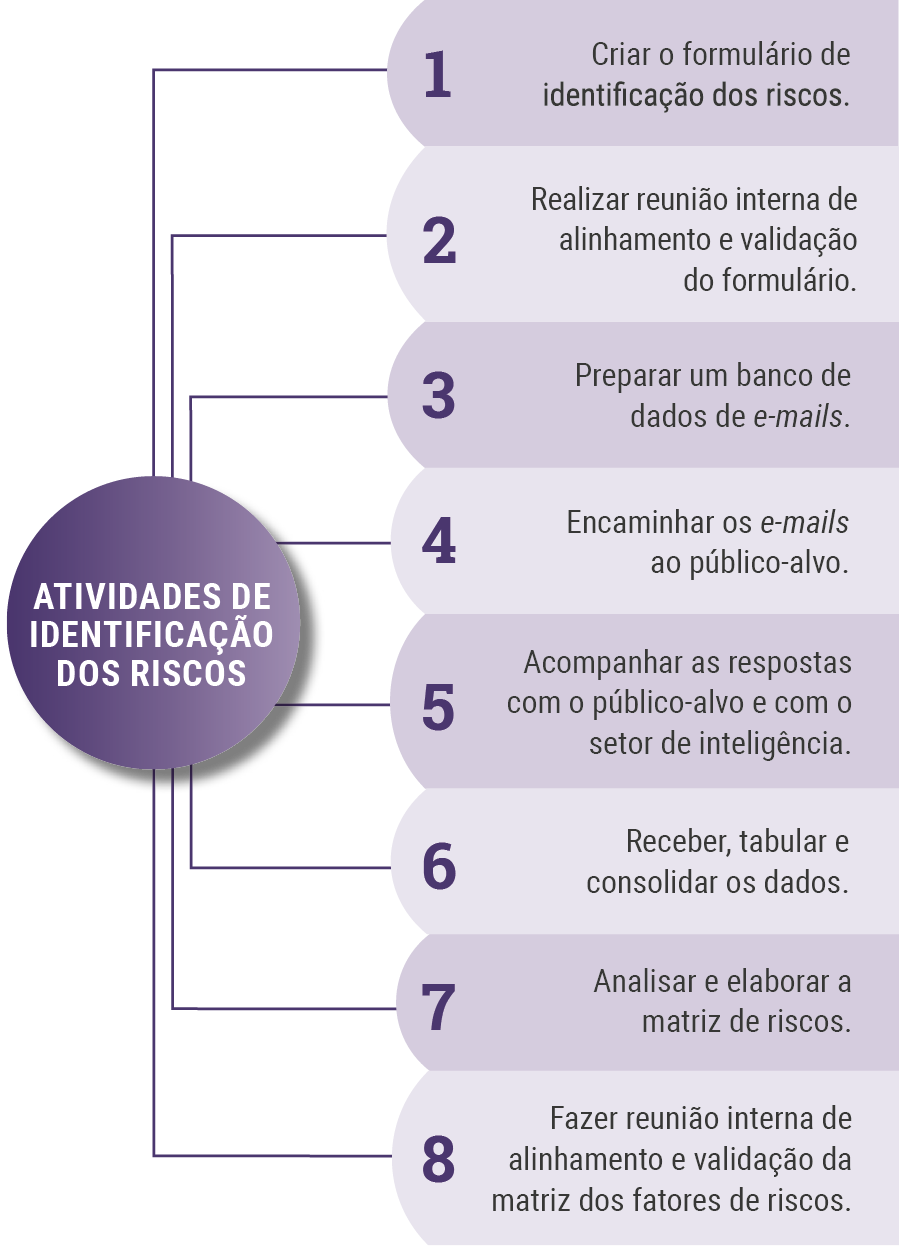 ATIVIDADES DE
IDENTIFICAÇÃO
DOS RISCOS
1
Criar o formulário de
identificação dos riscos.
2
Realizar reunião interna de
alinhamento e validação
do formulário.
3
Preparar um banco de
dados de e-mails.
4
Encaminhar os e-mails
ao público-alvo.
5
Acompanhar as respostas
com o público-alvo e com o
setor de inteligência.
6
Receber, tabular e
consolidar os dados.
7
Analisar e elaborar a
matriz de riscos.
8
Fazer reunião interna de
alinhamento e validação da
matriz dos fatores de riscos.